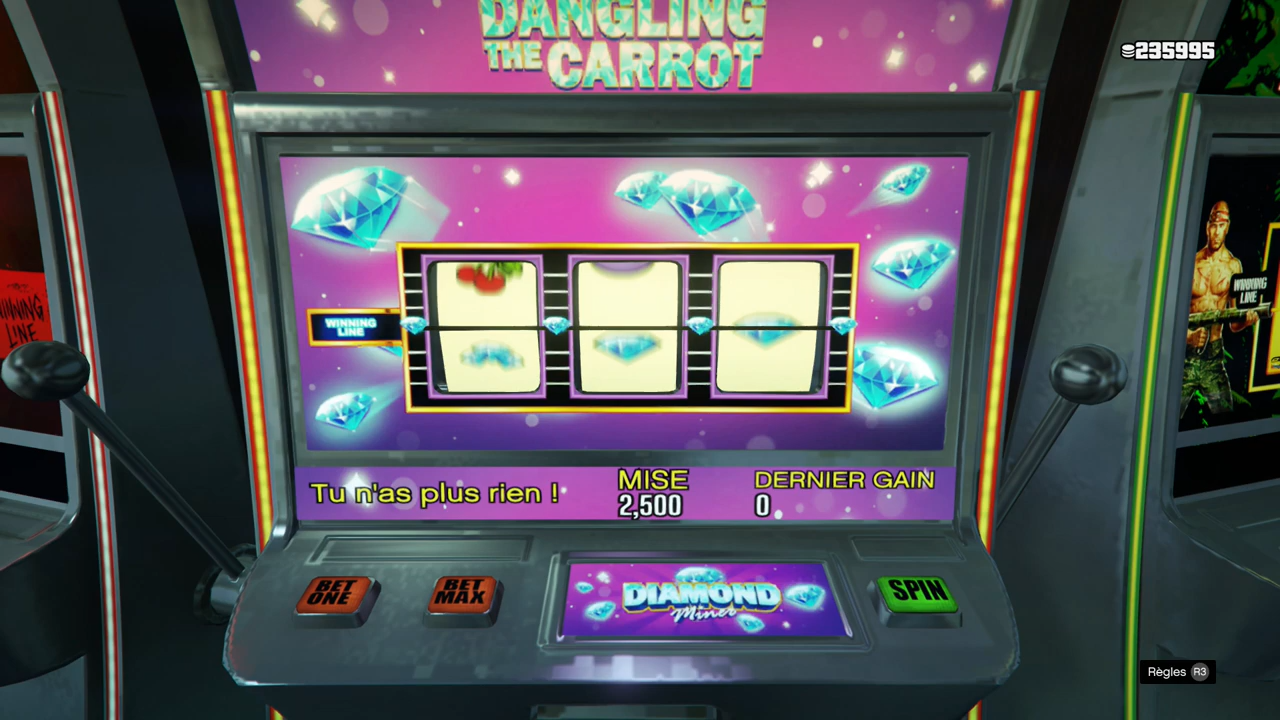 DANGLING
THE CARROT
235995
WINNING
LINE
WINNING
LINE
WINNING
LINE
Tu n'as plus rien !
MISE
2,500
DERNIER GAIN
0
BET
ONE
BET
MAX
DIAMOND
Miner
SPIN
Règles R3